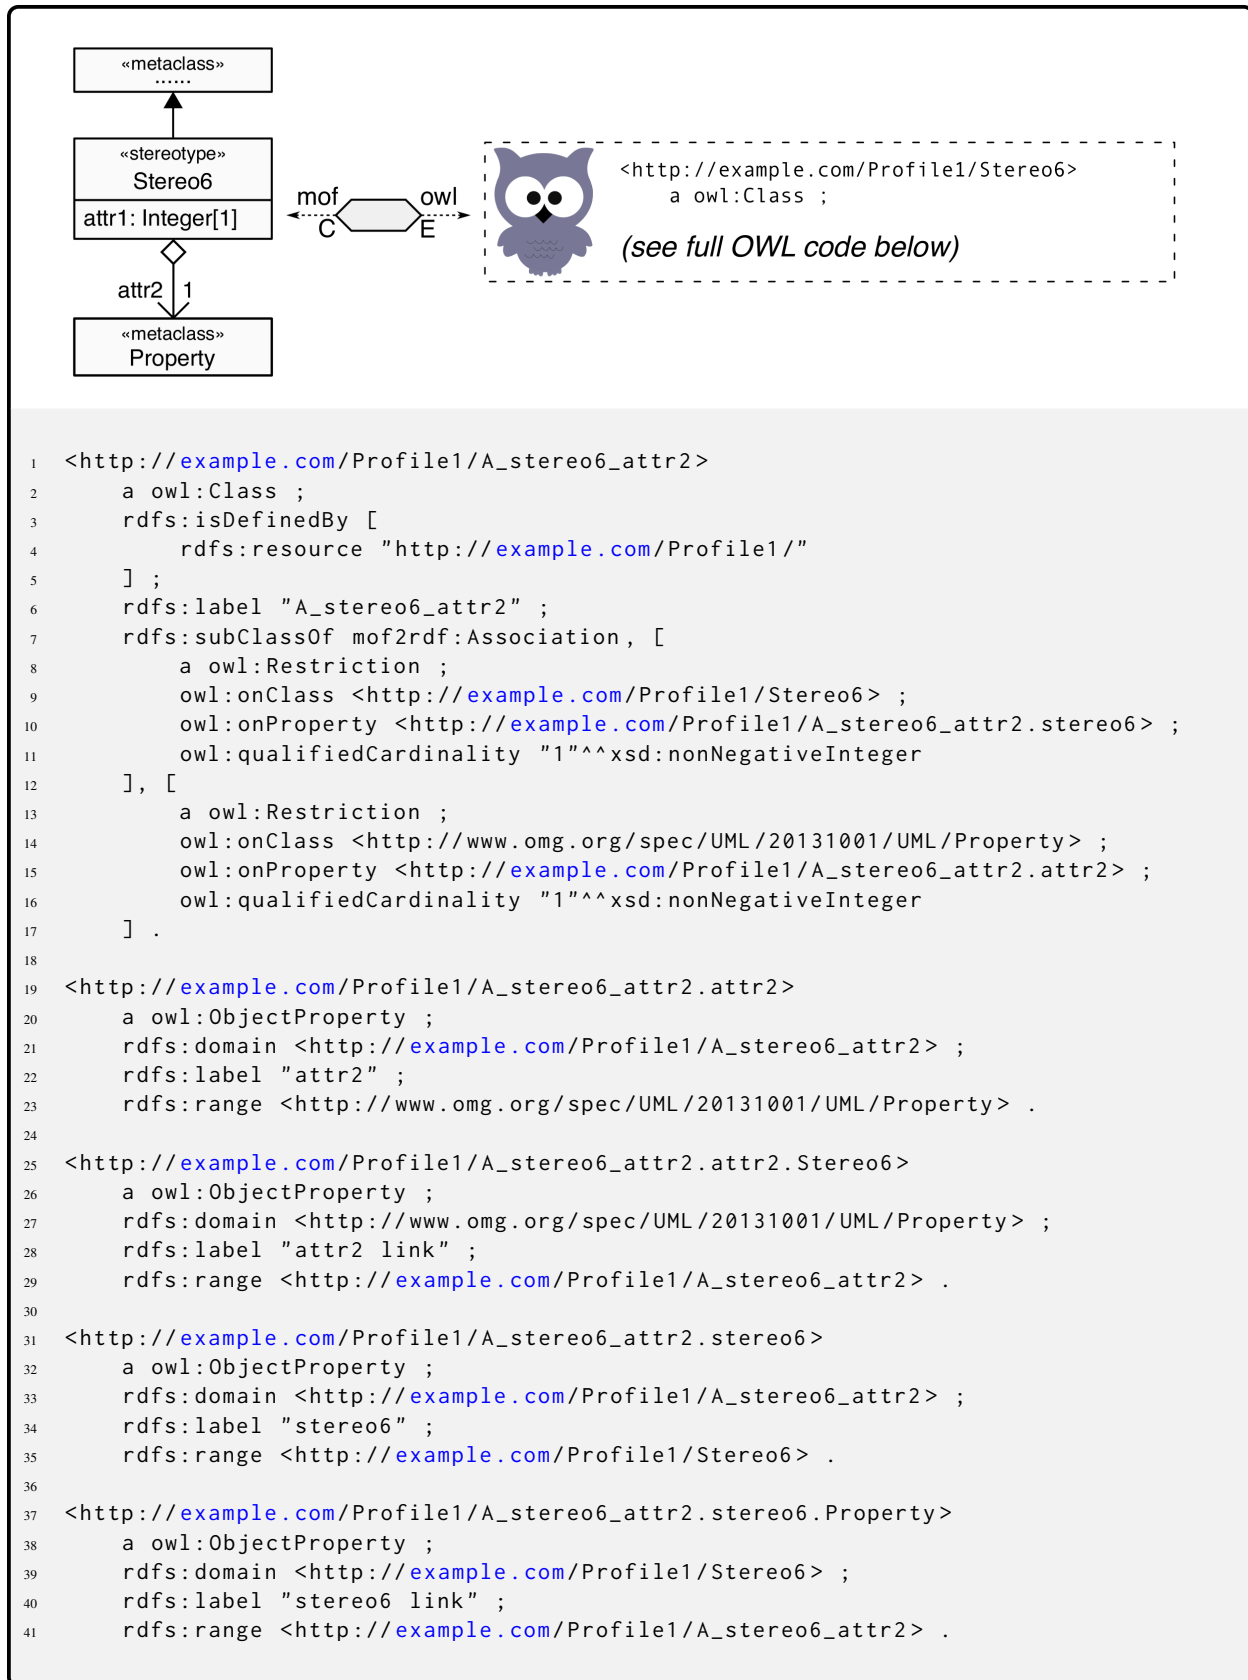 «metaclass»
......
«stereotype»
Stereo6
attr1: Integer[1]
attr2 1
«metaclass»
Property
mof owl
C E
<http://example.com/Profile1/Stereo6>
a owl:Class ;
(see full OWL code below)
1 <http://example.com/Profile1/A_stereo6_attr2>
2 a owl:Class ;
3 rdfs:isDefinedBy [
4 rdfs:resource "http://example.com/Profile1/"
5 ] ;
6 rdfs:label "A_stereo6_attr2" ;
7 rdfs:subClassOf mof2rdf:Association, [
8 a owl:Restriction ;
9 owl:onClass <http://example.com/Profile1/Stereo6> ;
10 owl:onProperty <http://example.com/Profile1/A_stereo6_attr2.stereo6> ;
11 owl:qualifiedCardinality "1"^^xsd:nonNegativeInteger
12 ], [
13 a owl:Restriction ;
14 owl:onClass <http://www.omg.org/spec/UML/20131001/UML/Property> ;
15 owl:onProperty <http://example.com/Profile1/A_stereo6_attr2.attr2> ;
16 owl:qualifiedCardinality "1"^^xsd:nonNegativeInteger
17 ] .
18
19 <http://example.com/Profile1/A_stereo6_attr2.attr2>
20 a owl:ObjectProperty ;
21 rdfs:domain <http://example.com/Profile1/A_stereo6_attr2> ;
22 rdfs:label "attr2" ;
23 rdfs:range <http://www.omg.org/spec/UML/20131001/UML/Property> .
24
25 <http://example.com/Profile1/A_stereo6_attr2.attr2.Stereo6>
26 a owl:ObjectProperty ;
27 rdfs:domain <http://www.omg.org/spec/UML/20131001/UML/Property> ;
28 rdfs:label "attr2 link" ;
29 rdfs:range <http://example.com/Profile1/A_stereo6_attr2> .
30
31 <http://example.com/Profile1/A_stereo6_attr2.stereo6>
32 a owl:ObjectProperty ;
33 rdfs:domain <http://example.com/Profile1/A_stereo6_attr2> ;
34 rdfs:label "stereo6" ;
35 rdfs:range <http://example.com/Profile1/Stereo6> .
36
37 <http://example.com/Profile1/A_stereo6_attr2.stereo6.Property>
38 a owl:ObjectProperty ;
39 rdfs:domain <http://example.com/Profile1/Stereo6> ;
40 rdfs:label "stereo6 link" ;
41 rdfs:range <http://example.com/Profile1/A_stereo6_attr2> .